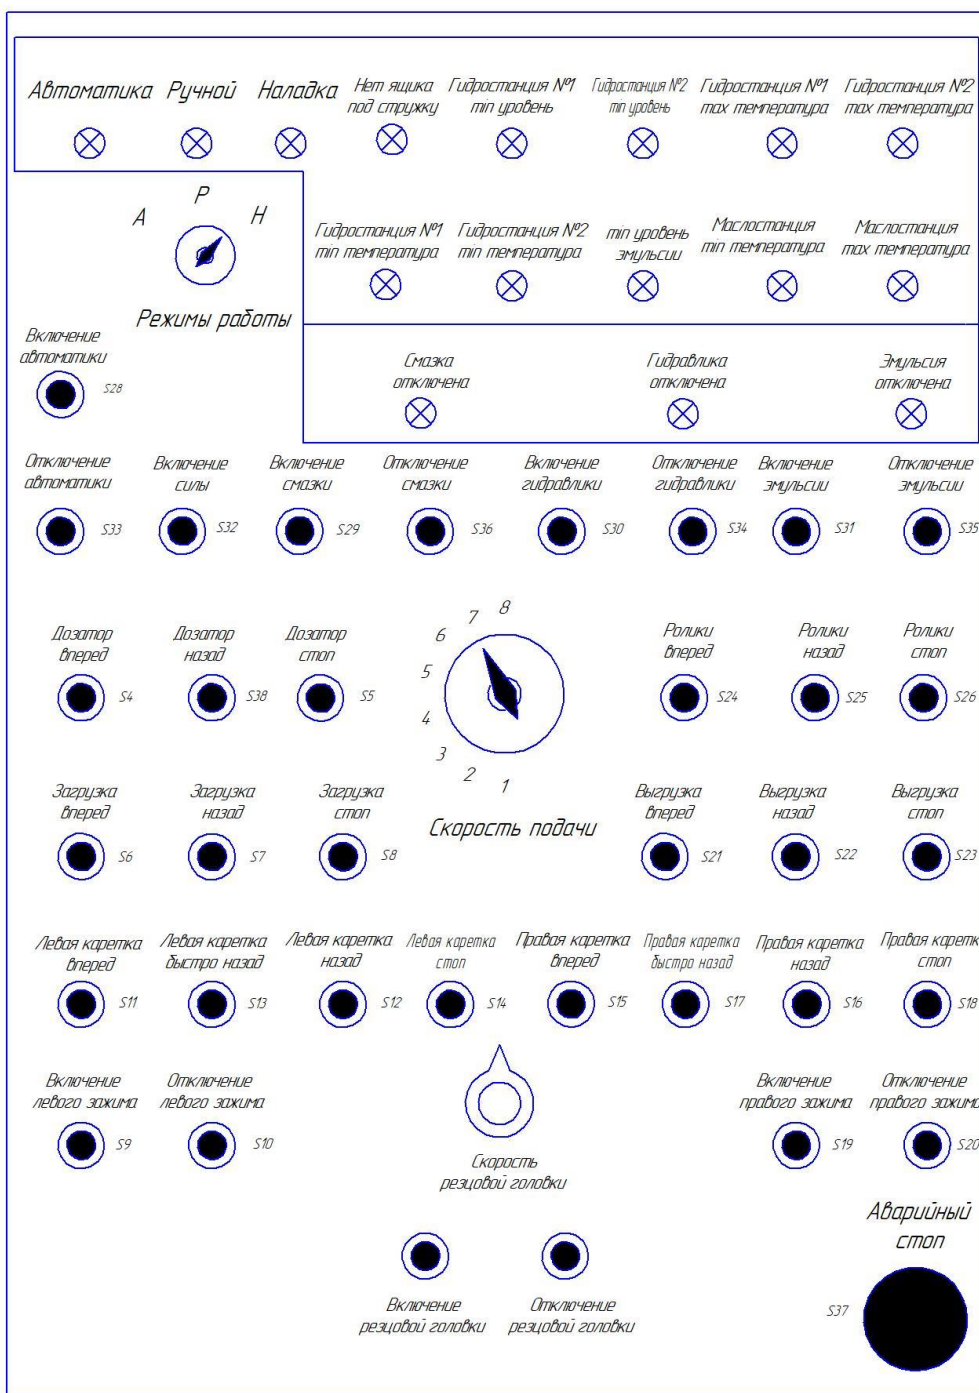 Автоматика Ручной Наладка Нет ящика Гидростанция №1 Гидростанция №2 Гидростанция №1 Гидростанция №2
под стружку min уровень min уровень max температура max температура
А Р Н
Гидростанция №1 Гидростанция №2 min уровень Маслостанция Маслостанция
min температура min температура эмульсии min температура max температура
Режимы работы
Включение
автоматики
S28
Смазка Гидравлика Эмульсия
отключена отключена отключена
Отключение Включение Включение Отключение Включение Отключение Включение Отключение
автоматики силы смазки смазки гидравлики гидравлики эмульсии эмульсии
S33 S32 S29 S36 S30 S34 S31 S35
Дозатор Дозатор Дозатор Ролики Ролики Ролики
вперед назад стоп вперед назад стоп
S4 S38 S5 S24 S25 S26
8
7
6
5
4
3
2
1
Скорость подачи
Загрузка Загрузка Загрузка Выгрузка Выгрузка Выгрузка
вперед назад стоп вперед назад стоп
S6 S7 S8 S21 S22 S23
Левая каретка Левая каретка Левая каретка Левая каретка Правая каретка Правая каретка Правая каретка Правая каретка
вперед быстро назад назад стоп вперед быстро назад назад стоп
S11 S13 S12 S14 S15 S17 S16 S18
Включение Отключение Включение Отключение
левого зажима левого зажима правого зажима правого зажима
S9 S10 S19 S20
Скорость
резцовой головки
Аварийный
стоп
S37
Включение Отключение
резцовой головки резцовой головки